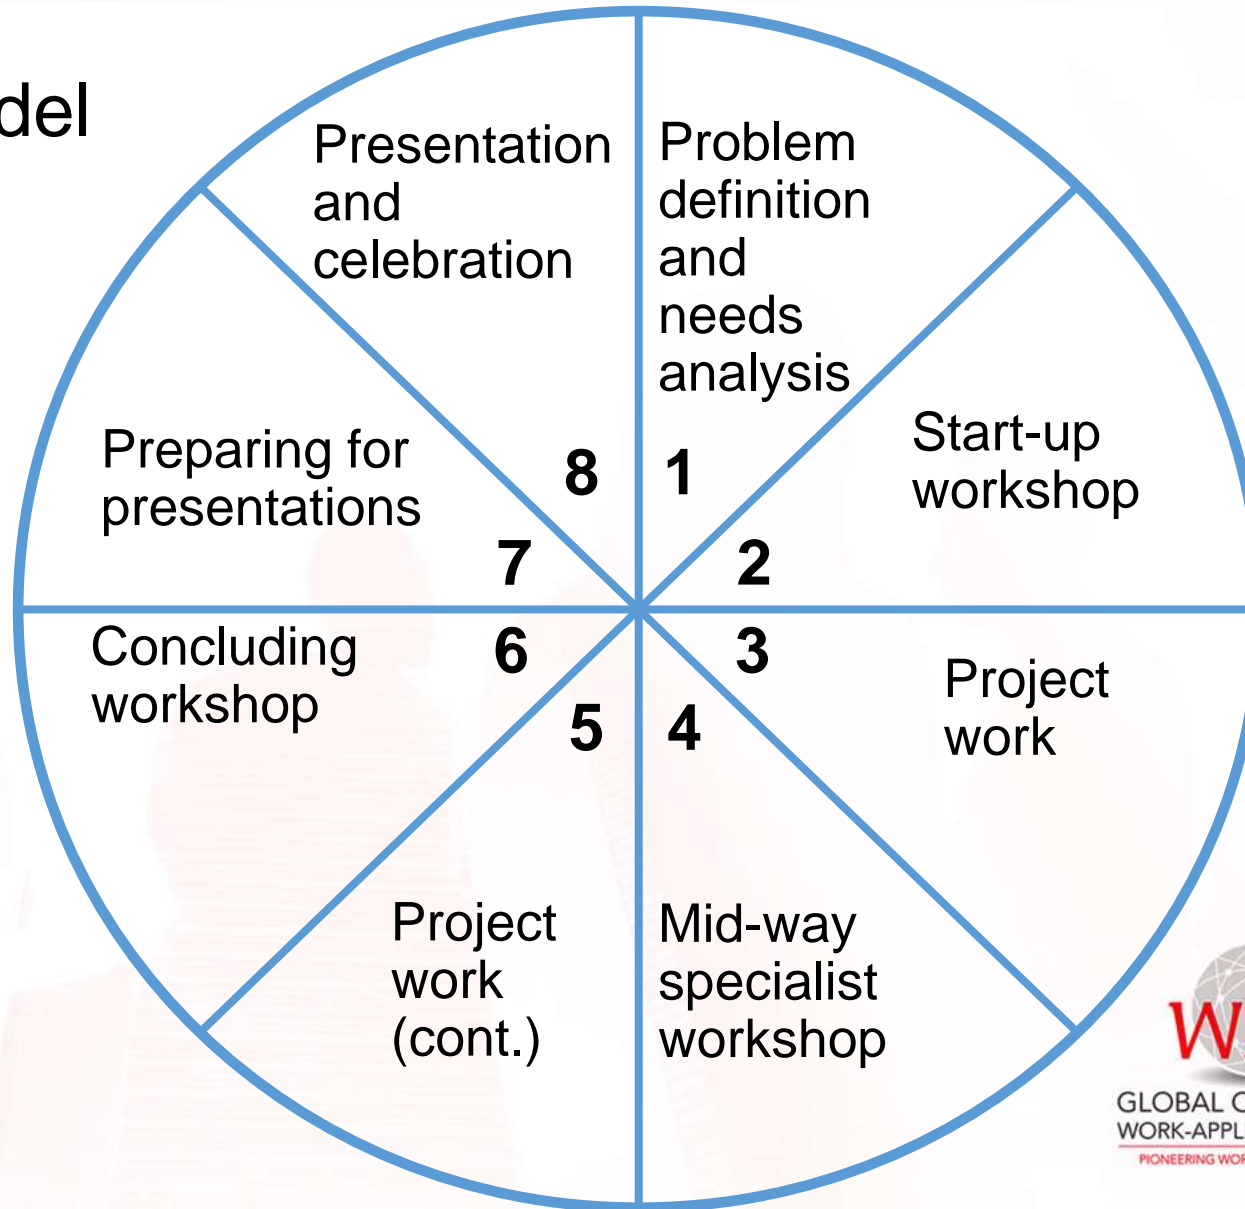 del
Presentation
and
celebration
8
Problem
definition
and
needs
analysis
1
Start-up
workshop
2
Project
work
3
Mid-way
specialist
workshop
4
Project
work
(cont.)
5
Concluding
workshop
6
Preparing for
presentations
7
W
GLOBAL C
WORK-APPL
PIONEERING WOR